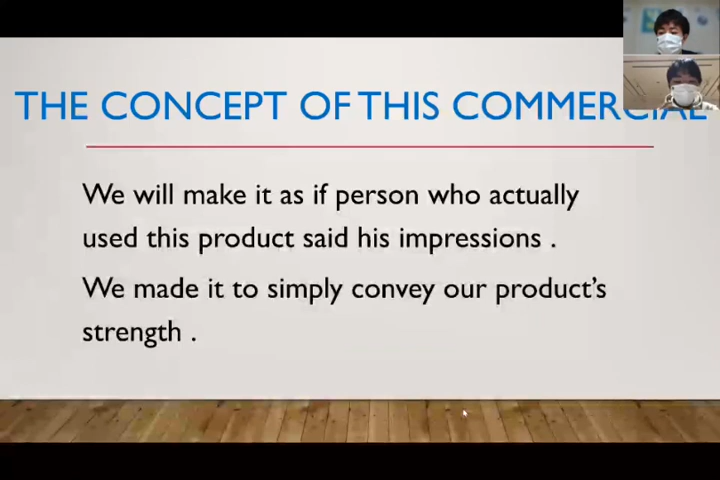 THE CONCEPT OF THIS COMMERCIAL
We will make it as if person who actually
used this product said his impressions .
We made it to simply convey our product’s
strength .